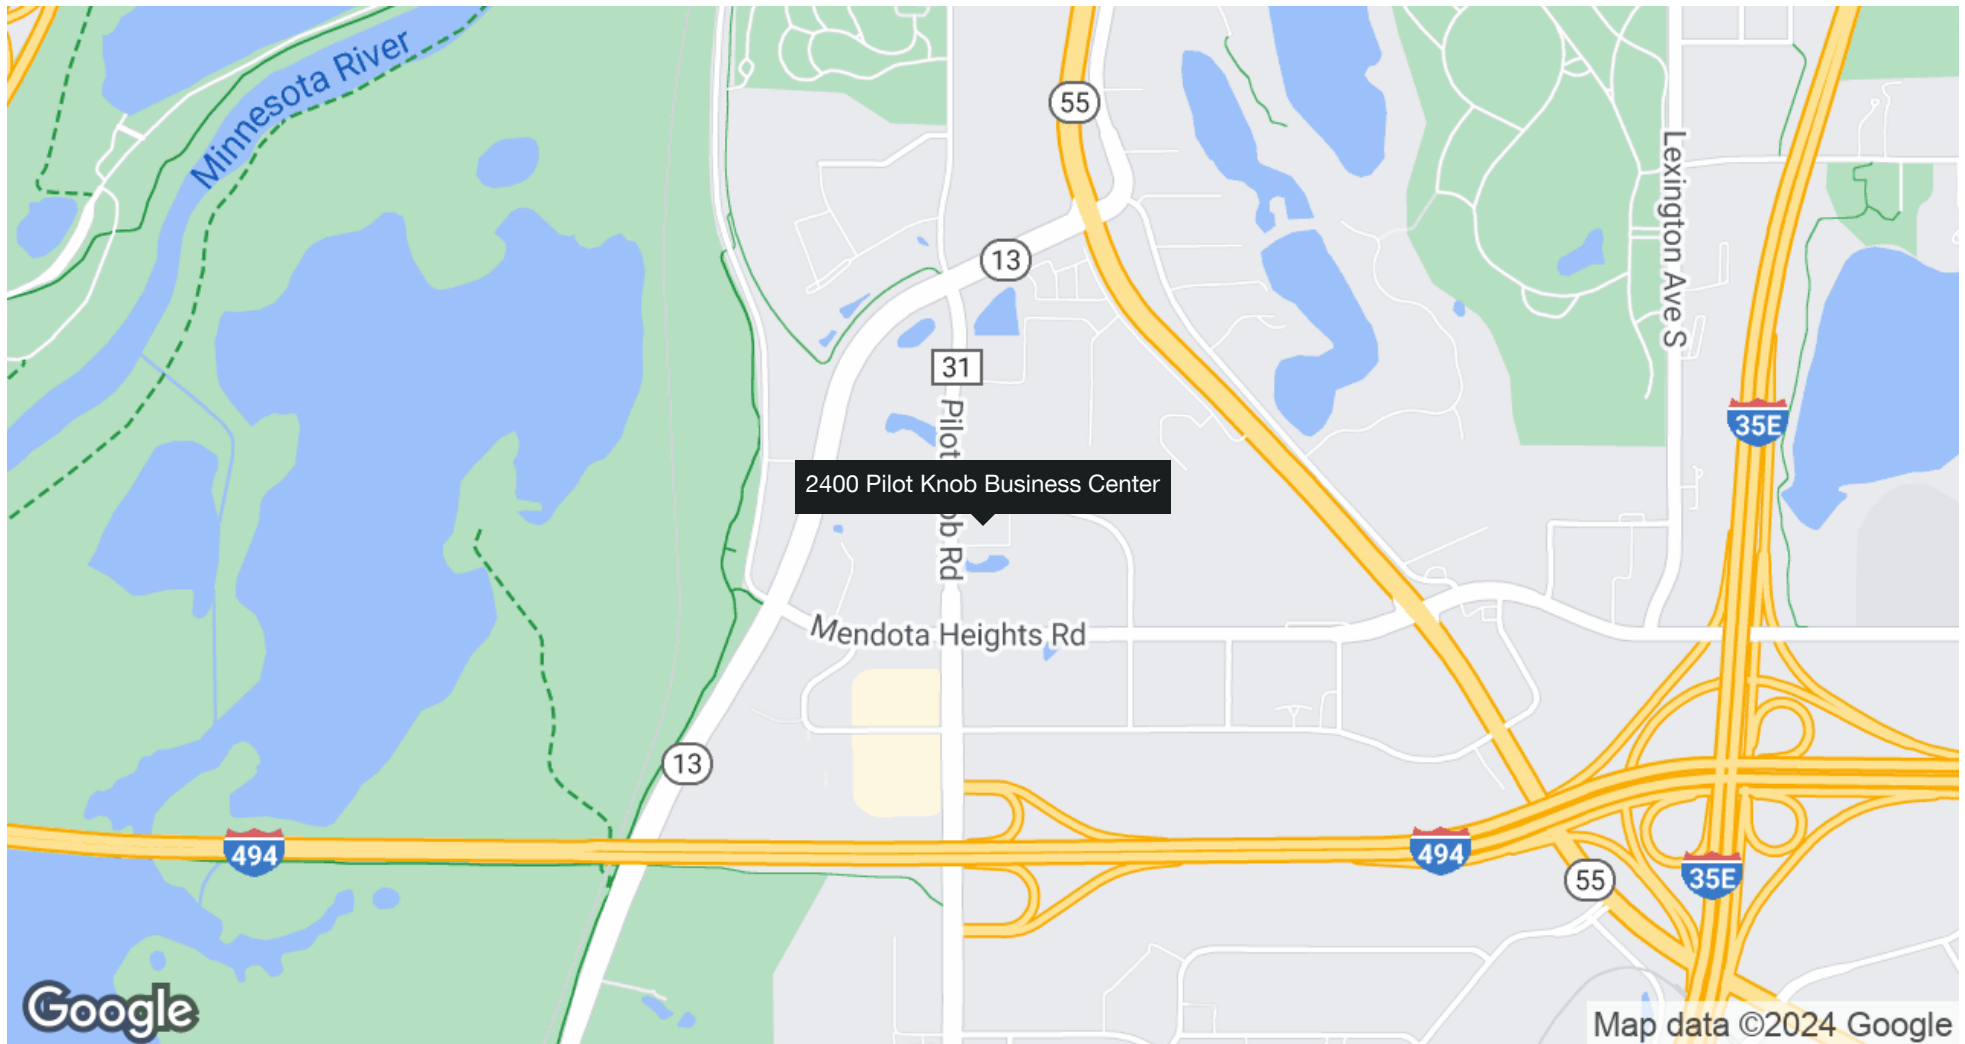 Minnesota River
55
Lexington Ave S
13
31
35E
Pilot
2400 Pilot Knob Business Center
ob Rd
Mendota Heights Rd
13
494
494
35E
55
Google
Map data ©2024 Google